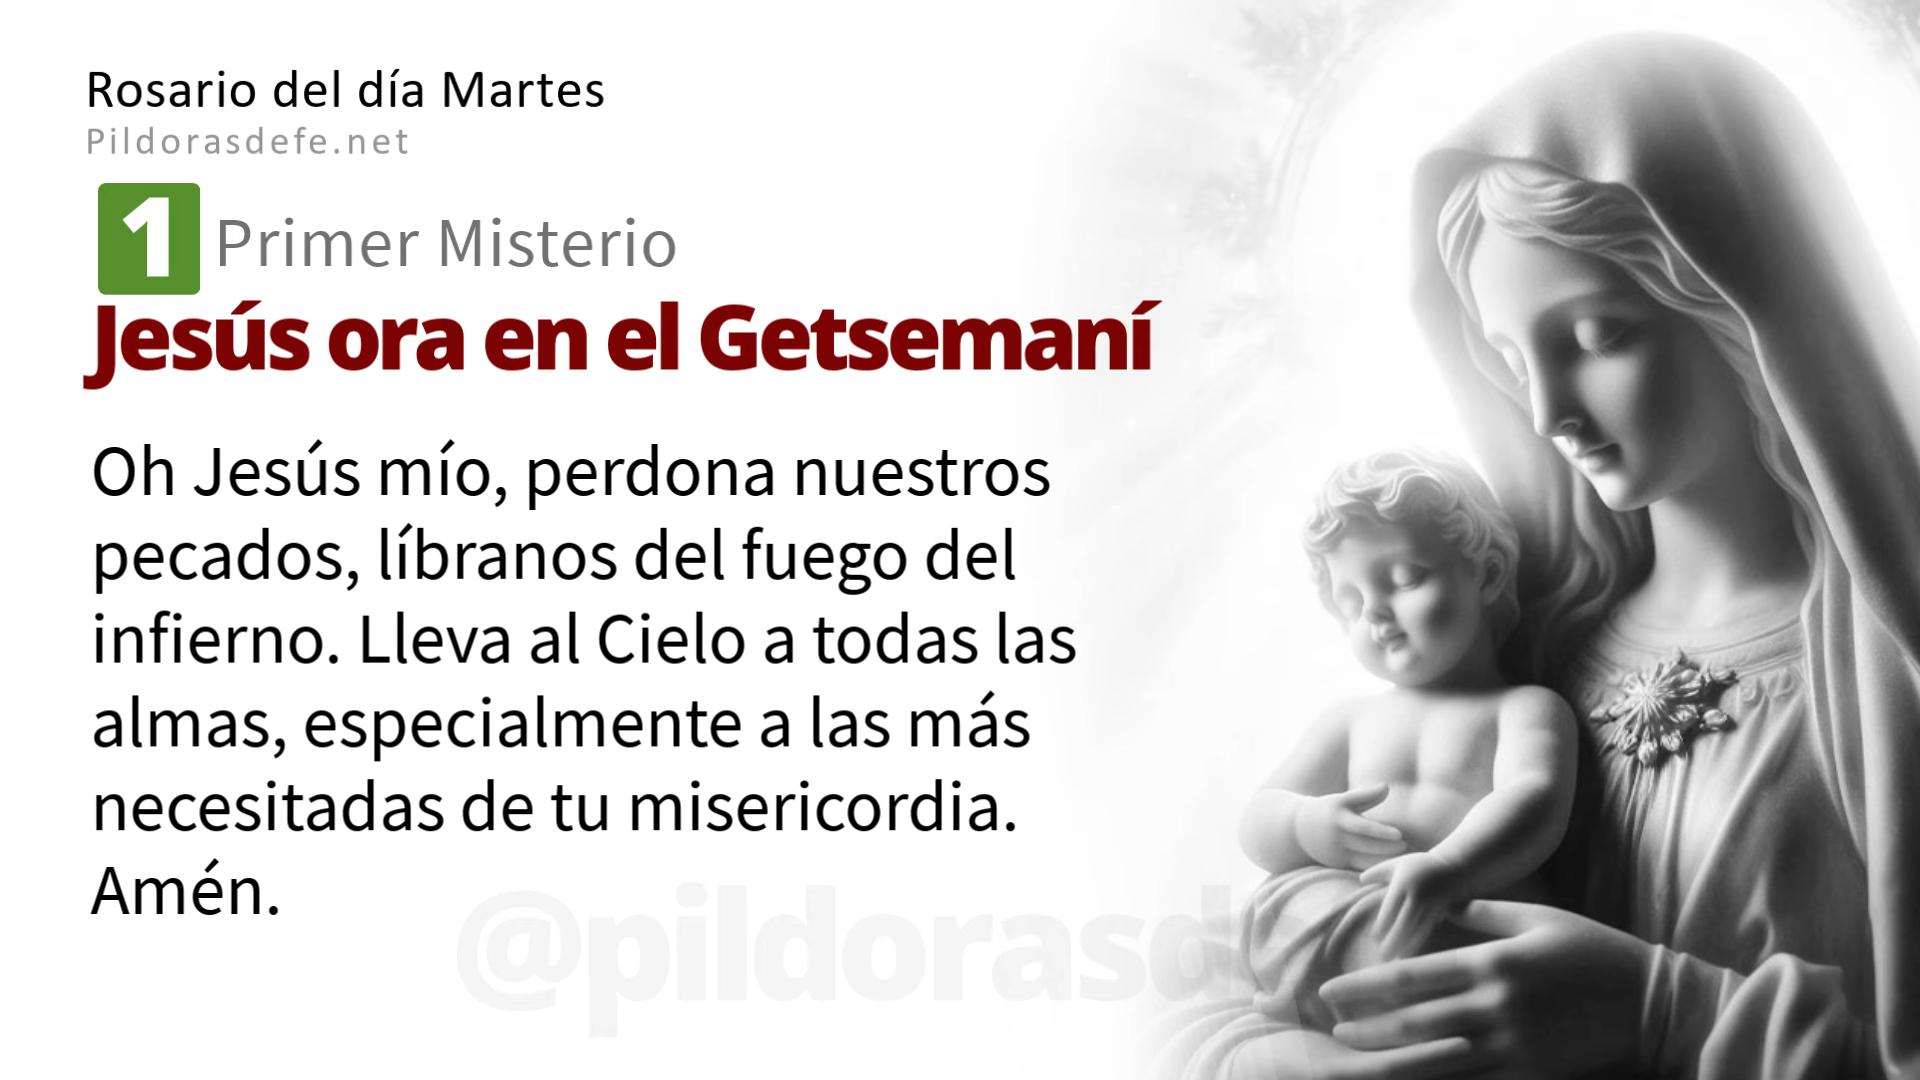 Rosario del día Martes
Pildorasdefe.net
1 Primer Misterio
Jesús ora en el Getsemaní
Oh Jesús mío, perdona nuestros
pecados, líbranos del fuego del
infierno. Lleva al Cielo a todas las
almas, especialmente a las más
necesitadas de tu misericordia.
Amén.
@pildorasde